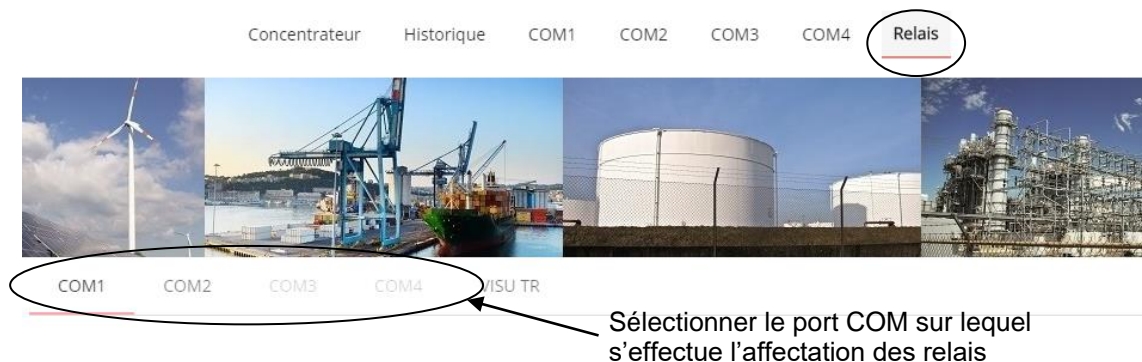 Concentrateur Historique COM1 COM2 COM3 COM4 Relais
COM1 COM2 COM3 COM4 VISU TR
Sélectionner le port COM sur lequel
s’effectue l’affectation des relais